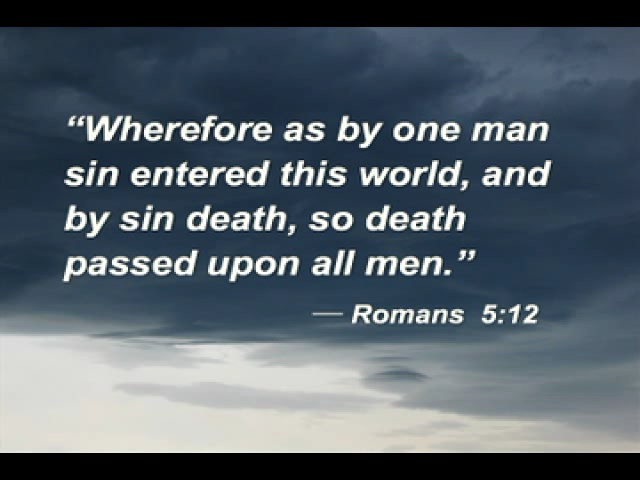 “Wherefore as by one man
sin entered this world, and
by sin death, so death
passed upon all men.”
— Romans 5:12